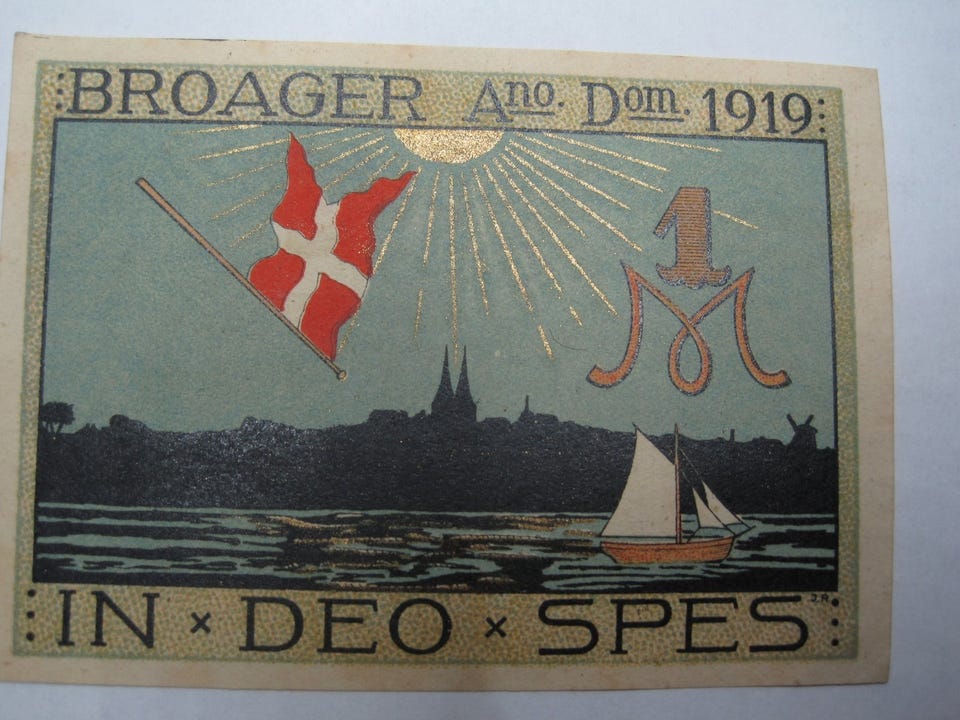 :BROAGER Ano. Dom. 1919:
1
M
J.R
:IN × DEO × SPES: